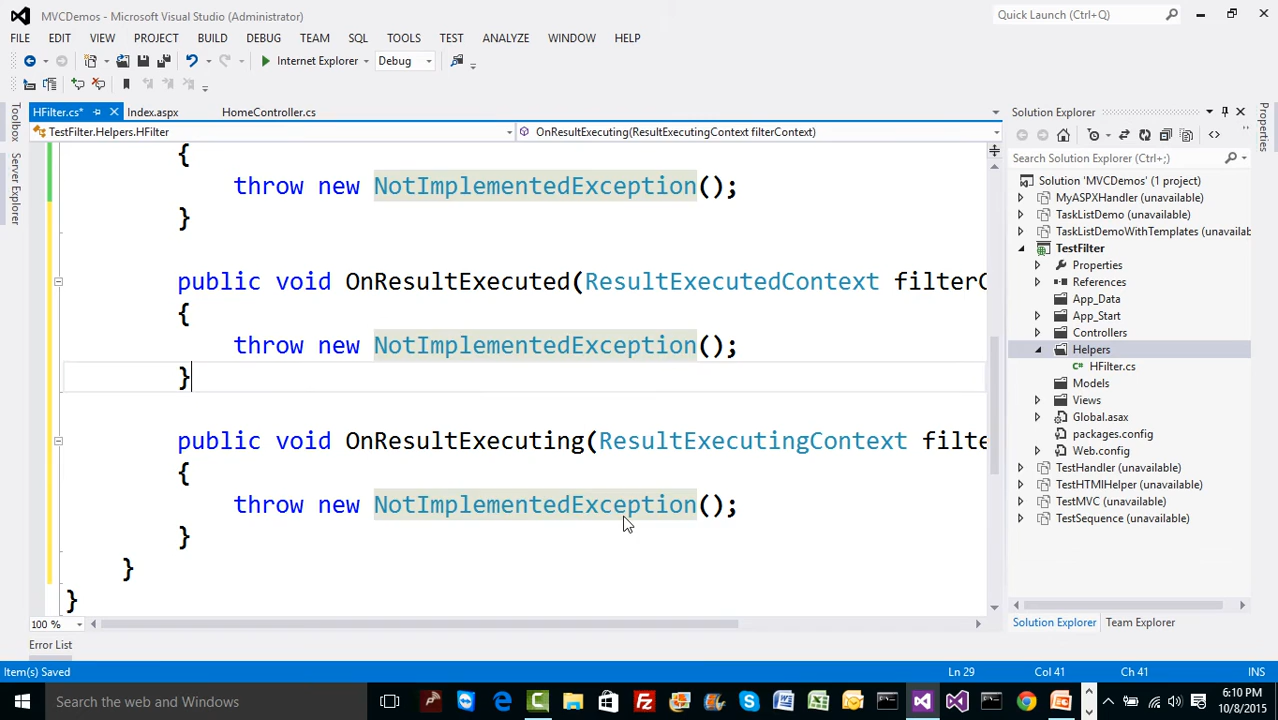 MVCDemos - Microsoft Visual Studio (Administrator)
Quick Launch (Ctrl+Q)
FILE EDIT VIEW PROJECT BUILD DEBUG TEAM SQL TOOLS TEST ANALYZE WINDOW HELP
Internet Explorer Debug
HFilter.cs* Index.aspx HomeController.cs
TestFilter.Helpers.HFilter OnResultExecuting(ResultExecutingContext filterContext)
Toolbox
Server Explorer
{
throw new NotImplementedException();
}
public void OnResultExecuted(ResultExecutedContext filterC
{
throw new NotImplementedException();
}
public void OnResultExecuting(ResultExecutingContext filte
{
throw new NotImplementedException();
}
}
}
100 %
Error List
Solution Explorer
Search Solution Explorer (Ctrl+;)
Solution 'MVCDemos' (1 project)
MyASPXHandler (unavailable)
TaskListDemo (unavailable)
TaskListDemoWithTemplates (unavailab
TestFilter
Properties
References
App_Data
App_Start
Controllers
Helpers
HFilter.cs
Models
Views
Global.asax
packages.config
Web.config
TestHandler (unavailable)
TestHTMlHelper (unavailable)
TestMVC (unavailable)
TestSequence (unavailable)
Solution Explorer Team Explorer
Properties
Item(s) Saved Ln 29 Col 41 Ch 41 INS
Search the web and Windows
6:10 PM
10/8/2015